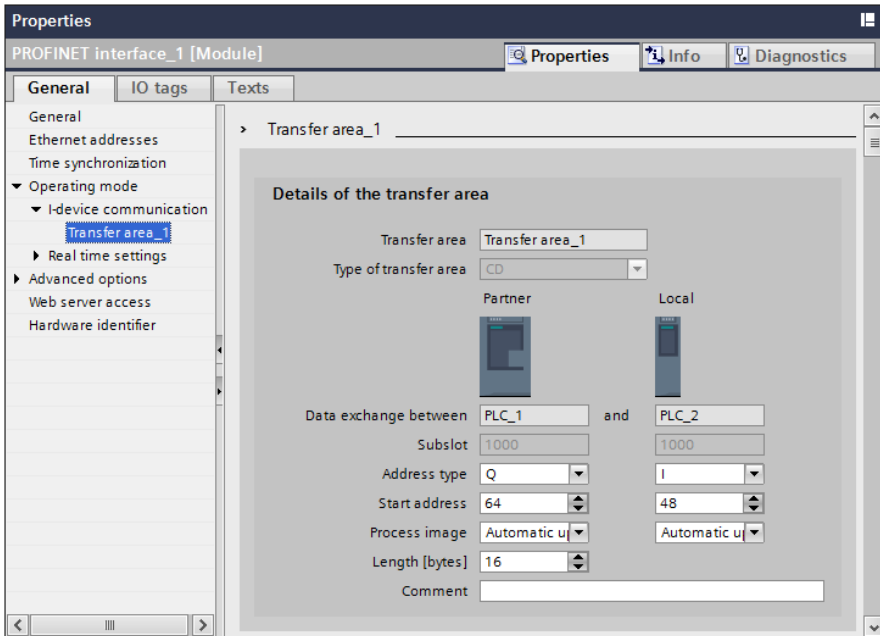 Properties
PROFINET interface_1 [Module]
Properties
Info
Diagnostics
General
IO tags
Texts
General
Ethernet addresses
Time synchronization
Operating mode
I-device communication
Transfer area_1
Real time settings
Advanced options
Web server access
Hardware identifier
Transfer area_1
Details of the transfer area
Transfer area Transfer area_1
Type of transfer area CD
Partner Local
Data exchange between PLC_1 and PLC_2
Subslot 1000 1000
Address type Q I
Start address 64 48
Process image Automatic u Automatic u
Length [bytes] 16
Comment